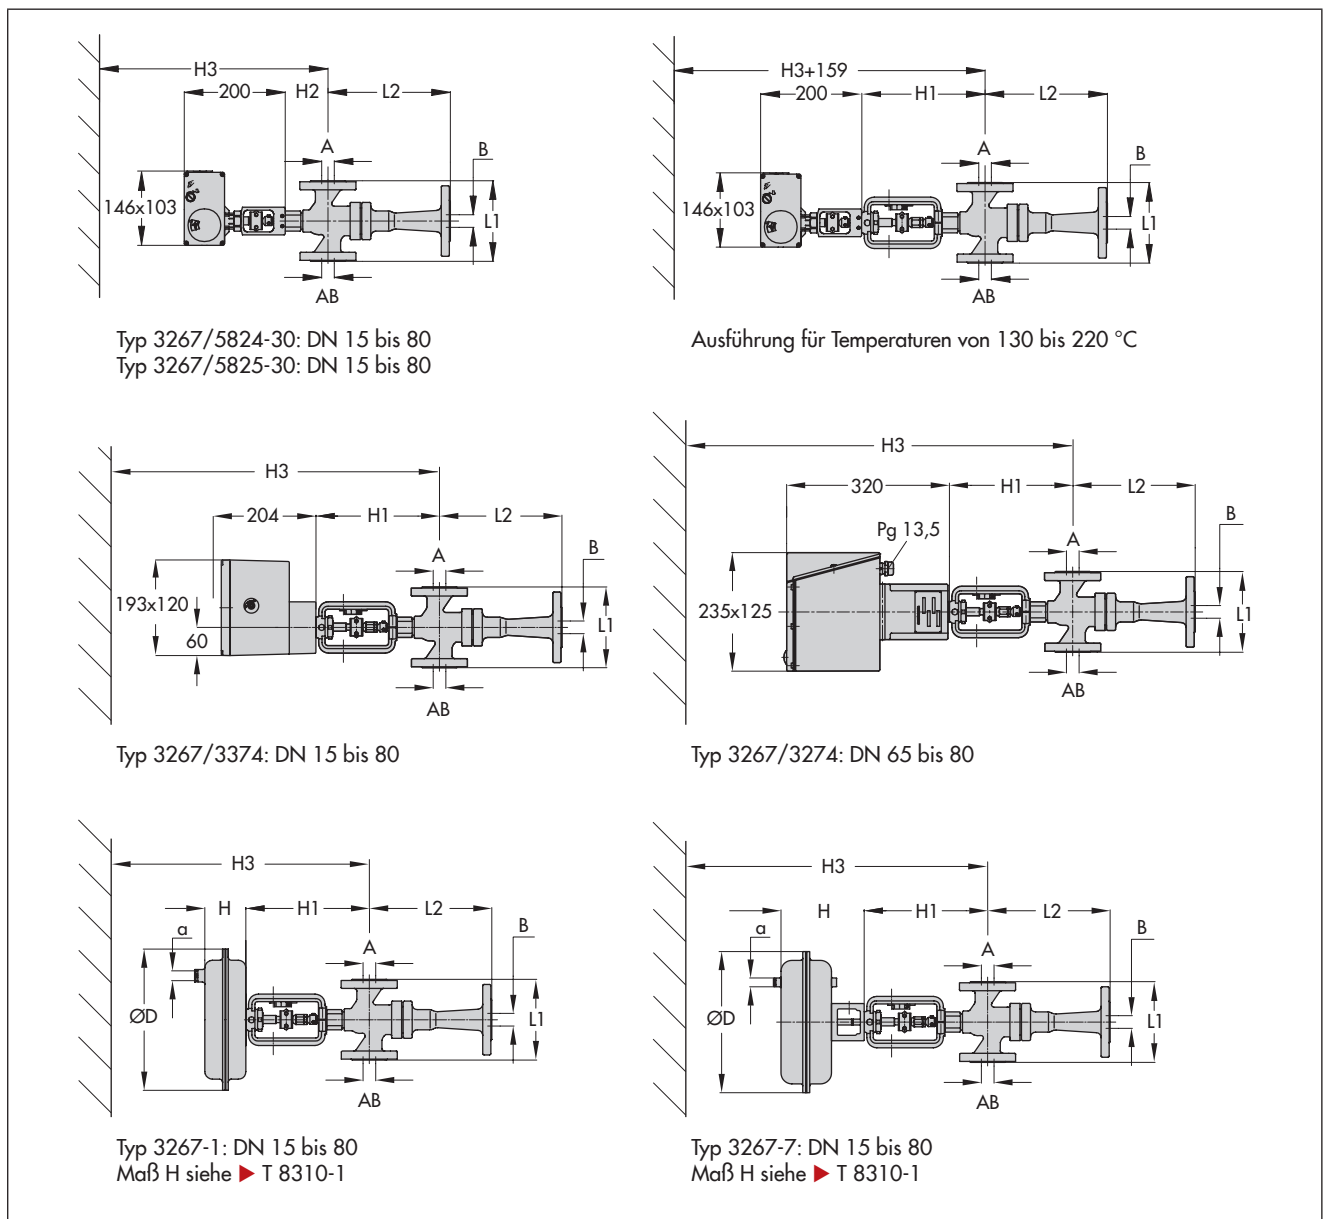 H3
200
H2
L2
A
B
146x103
L1
AB
Typ 3267/5824-30: DN 15 bis 80
Typ 3267/5825-30: DN 15 bis 80
H3+159
200
H1
L2
A
B
146x103
L1
AB
Ausführung für Temperaturen von 130 bis 220 °C
H3
204
H1
L2
A
B
193x120
60
L1
AB
Typ 3267/3374: DN 15 bis 80
H3
320
H1
L2
Pg 13,5
A
B
235x125
L1
AB
Typ 3267/3274: DN 65 bis 80
H3
H
H1
L2
a
A
B
ØD
L1
AB
Typ 3267-1: DN 15 bis 80
Maß H siehe ► T 8310-1
H3
H
H1
L2
a
A
B
ØD
L1
AB
Typ 3267-7: DN 15 bis 80
Maß H siehe ► T 8310-1